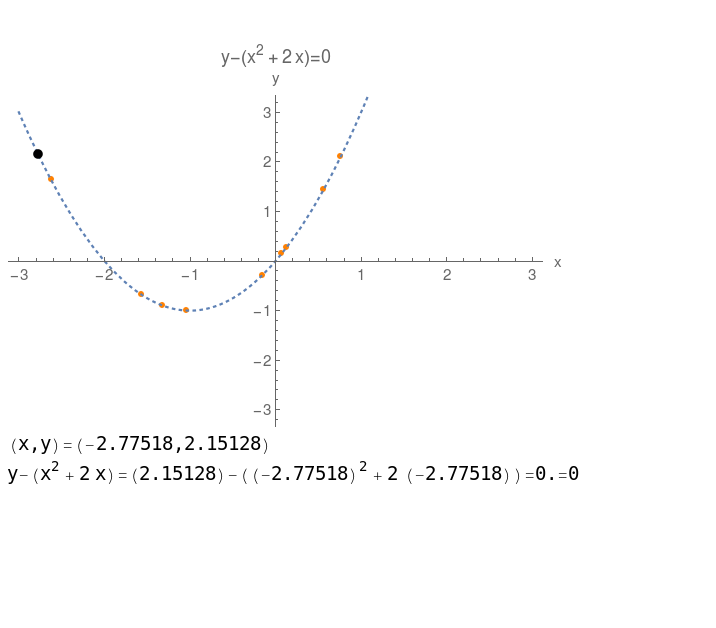 y−(x² + 2 x)=0
y
3
2
1
−3 −2 −1 1 2 3 x
−1
−2
−3
(x,y)=(−2.77518,2.15128)
y−(x² + 2 x)=(2.15128)−((−2.77518)² + 2 (−2.77518))=0.=0